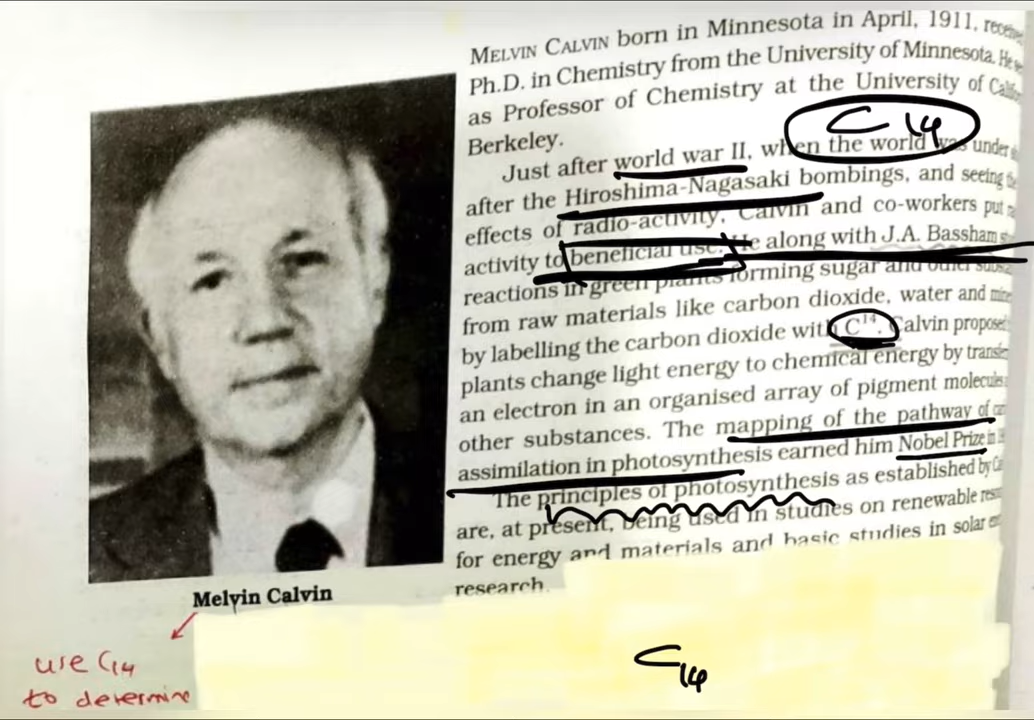 MELVIN CALVIN born in Minnesota in April, 1911,
Ph.D. in Chemistry from the University of Minnesota. He
as Professor of Chemistry at the University of
Berkeley.
C 14
Just after world war II, when the world was under
after the Hiroshima-Nagasaki bombings, and seeing
effects of radio-activity, Calvin and co-workers put
activity to beneficial use. He along with J.A. Bassham
reactions in green plants forming sugar and other
from raw materials like carbon dioxide, water and
by labelling the carbon dioxide with C¹⁴. Calvin
plants change light energy to chemical energy by
an electron in an organised array of pigment molecules
other substances. The mapping of the pathway of
assimilation in photosynthesis earned him Nobel Prize in
The principles of photosynthesis as established by
are, at present, being used in studies on renewable
for energy and materials and basic studies in solar
research.
Melvin Calvin
use C14
to determine
C14